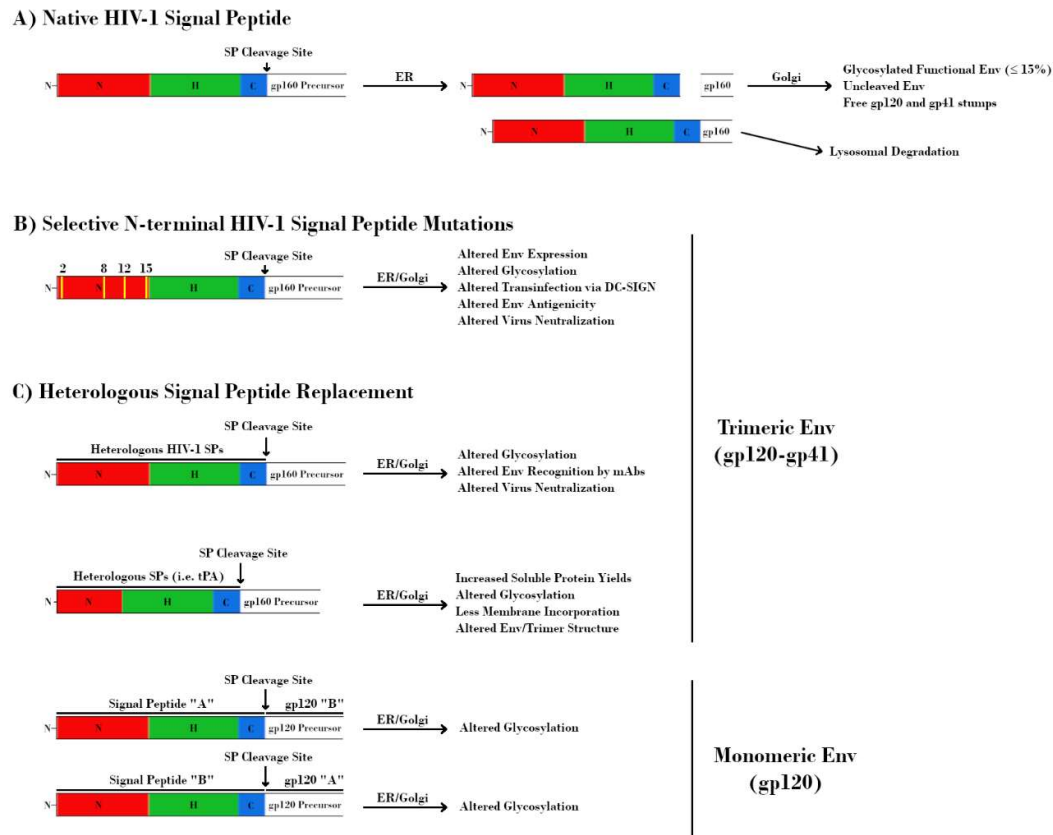 A) Native HIV-1 Signal Peptide
SP Cleavage Site
N- N H C gp160 Precursor
ER
N- N H C gp160
Golgi
Glycosylated Functional Env (≤ 15%)
Uncleaved Env
Free gp120 and gp41 stumps
N- N H C gp160
Lysosomal Degradation
B) Selective N-terminal HIV-1 Signal Peptide Mutations
SP Cleavage Site
2 8 12 15
N- N H C gp160 Precursor
ER/Golgi
Altered Env Expression
Altered Glycosylation
Altered Transinfection via DC-SIGN
Altered Env Antigenicity
Altered Virus Neutralization
C) Heterologous Signal Peptide Replacement
SP Cleavage Site
Heterologous HIV-1 SPs
N- N H C gp160 Precursor
ER/Golgi
Altered Glycosylation
Altered Env Recognition by mAbs
Altered Virus Neutralization
Trimeric Env
(gp120-gp41)
SP Cleavage Site
Heterologous SPs (i.e. tPA)
N- N H C gp160 Precursor
ER/Golgi
Increased Soluble Protein Yields
Altered Glycosylation
Less Membrane Incorporation
Altered Env/Trimer Structure
SP Cleavage Site
Signal Peptide "A" gp120 "B"
N- N H C gp120 Precursor
ER/Golgi
Altered Glycosylation
SP Cleavage Site
Signal Peptide "B" gp120 "A"
N- N H C gp120 Precursor
ER/Golgi
Altered Glycosylation
Monomeric Env
(gp120)